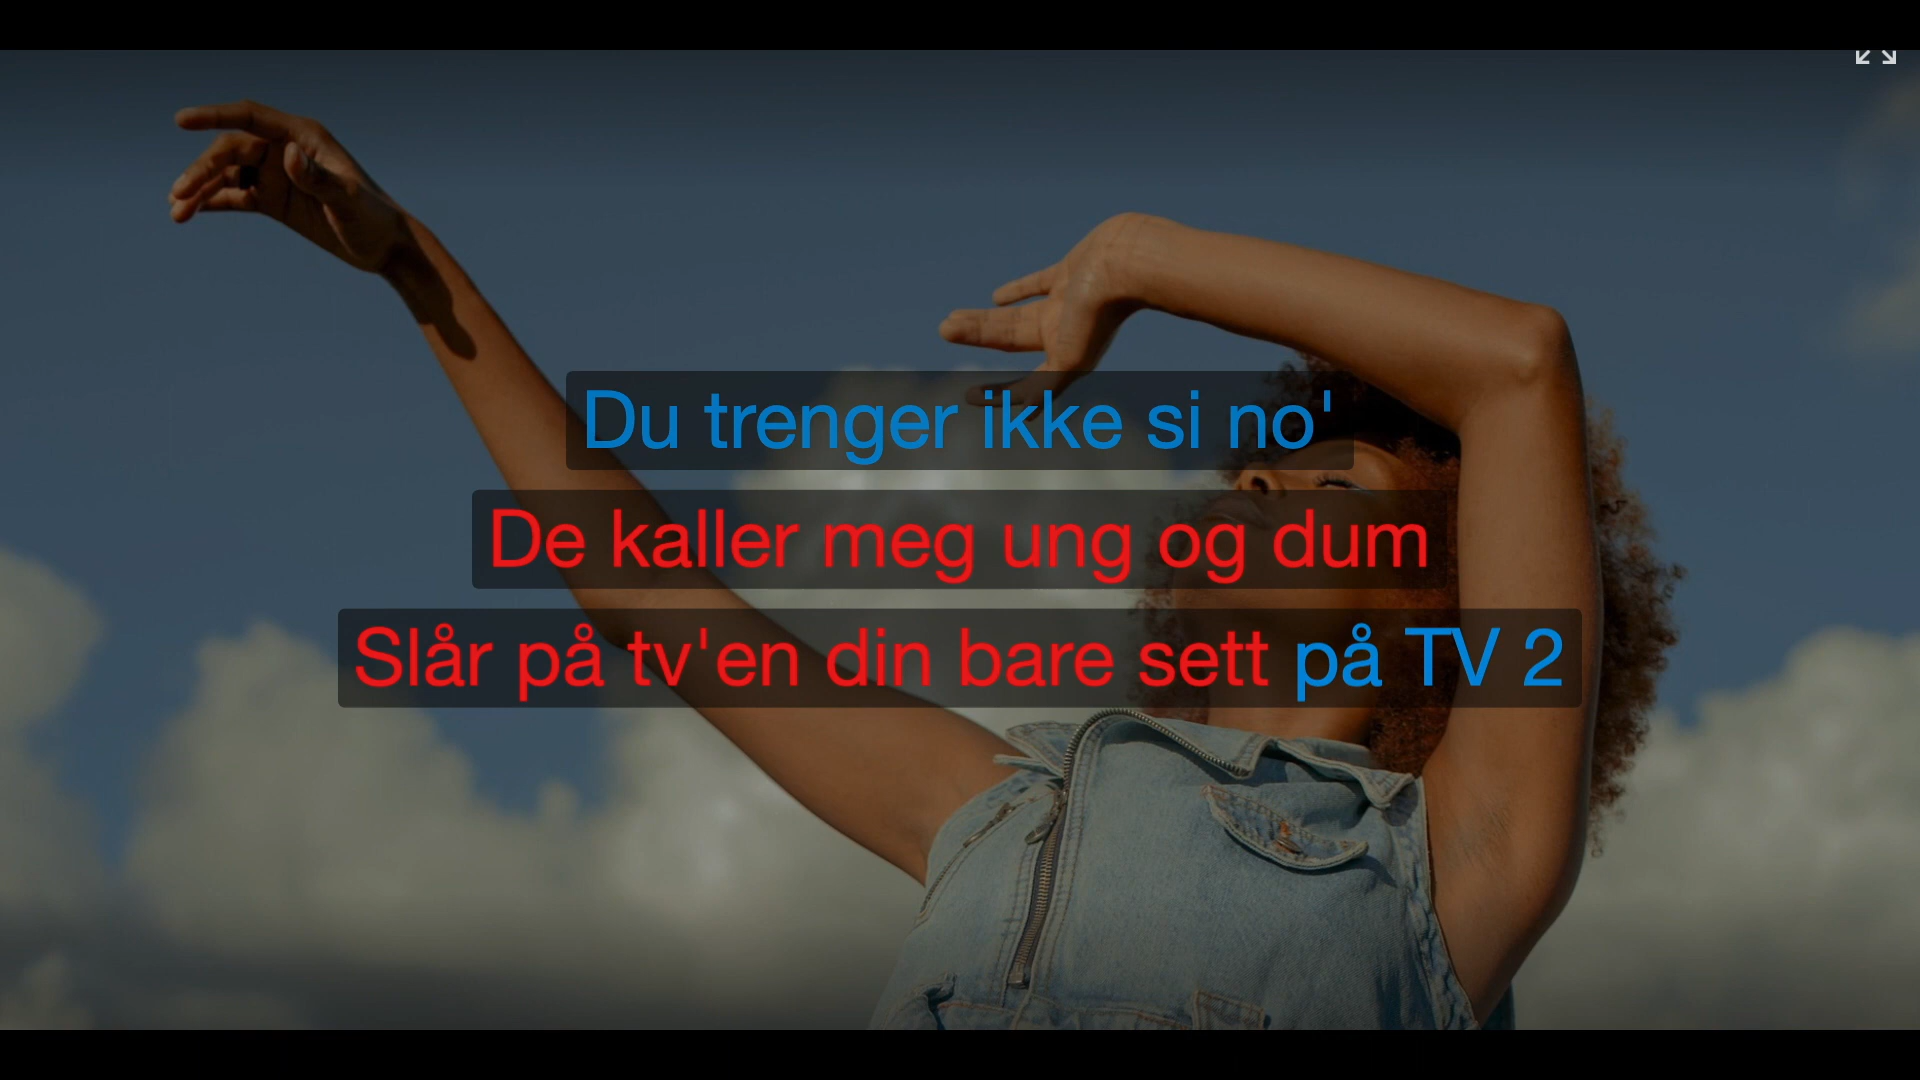 Du trenger ikke si no'
De kaller meg ung og dum
Slår på tv'en din bare sett på TV 2